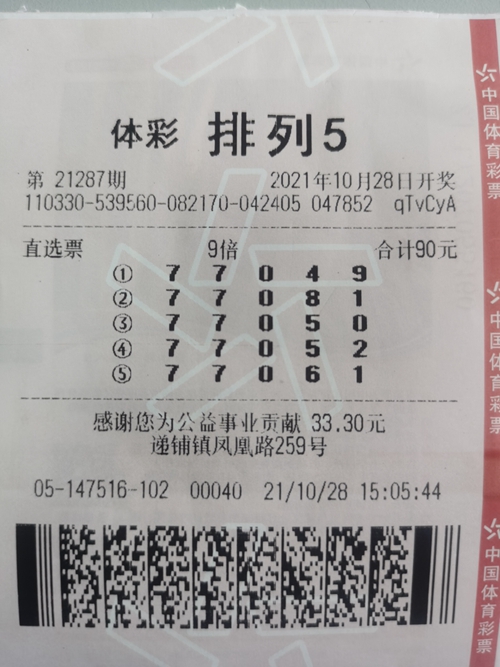 体彩 排列5
第 21287期 2021年10月28日开奖
110330-539560-082170-042405 047852 qTvCyA
直选票 9倍 合计90元
① 7 7 0 4 9
② 7 7 0 8 1
③ 7 7 0 5 0
④ 7 7 0 5 2
⑤ 7 7 0 6 1
感谢您为公益事业贡献 33.30元
递铺镇凤凰路259号
05-147516-102 00040 21/10/28 15:05:44
中国体育彩票
中国体育彩票
中国体育彩票